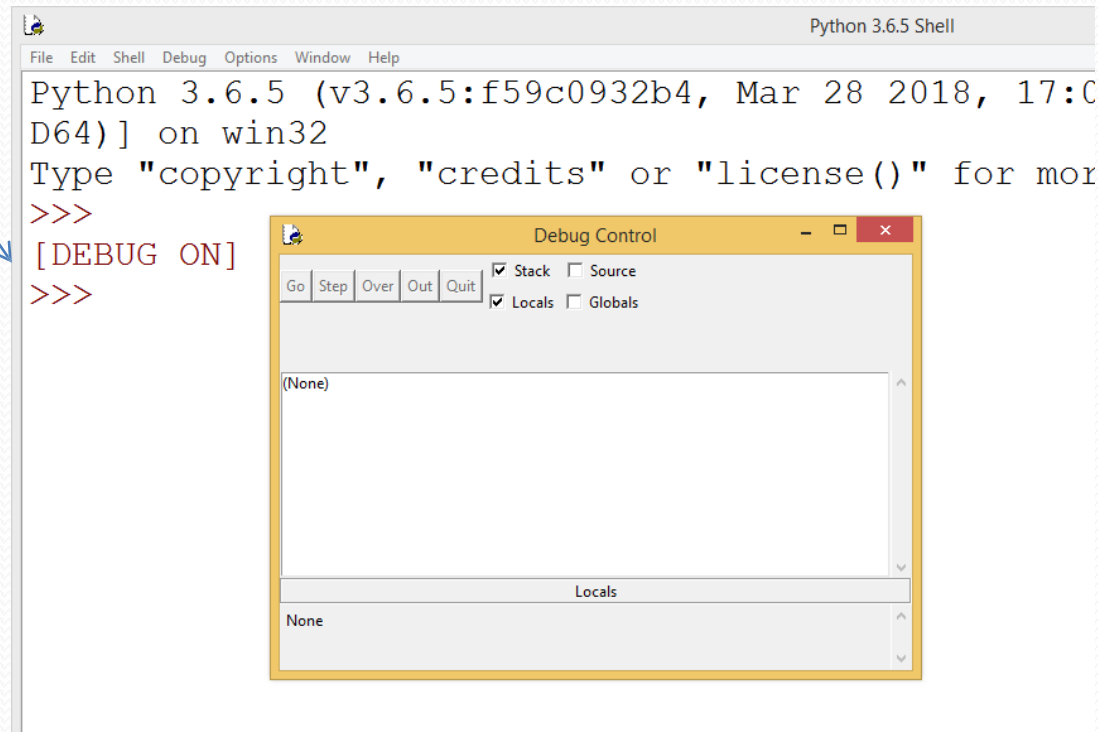 Python 3.6.5 Shell
File Edit Shell Debug Options Window Help
Python 3.6.5 (v3.6.5:f59c0932b4, Mar 28 2018, 17:0
D64)] on win32
Type "copyright", "credits" or "license()" for mor
>>>
[DEBUG ON]
>>>
Debug Control
Go Step Over Out Quit
Stack Source
Locals Globals
(None)
Locals
None